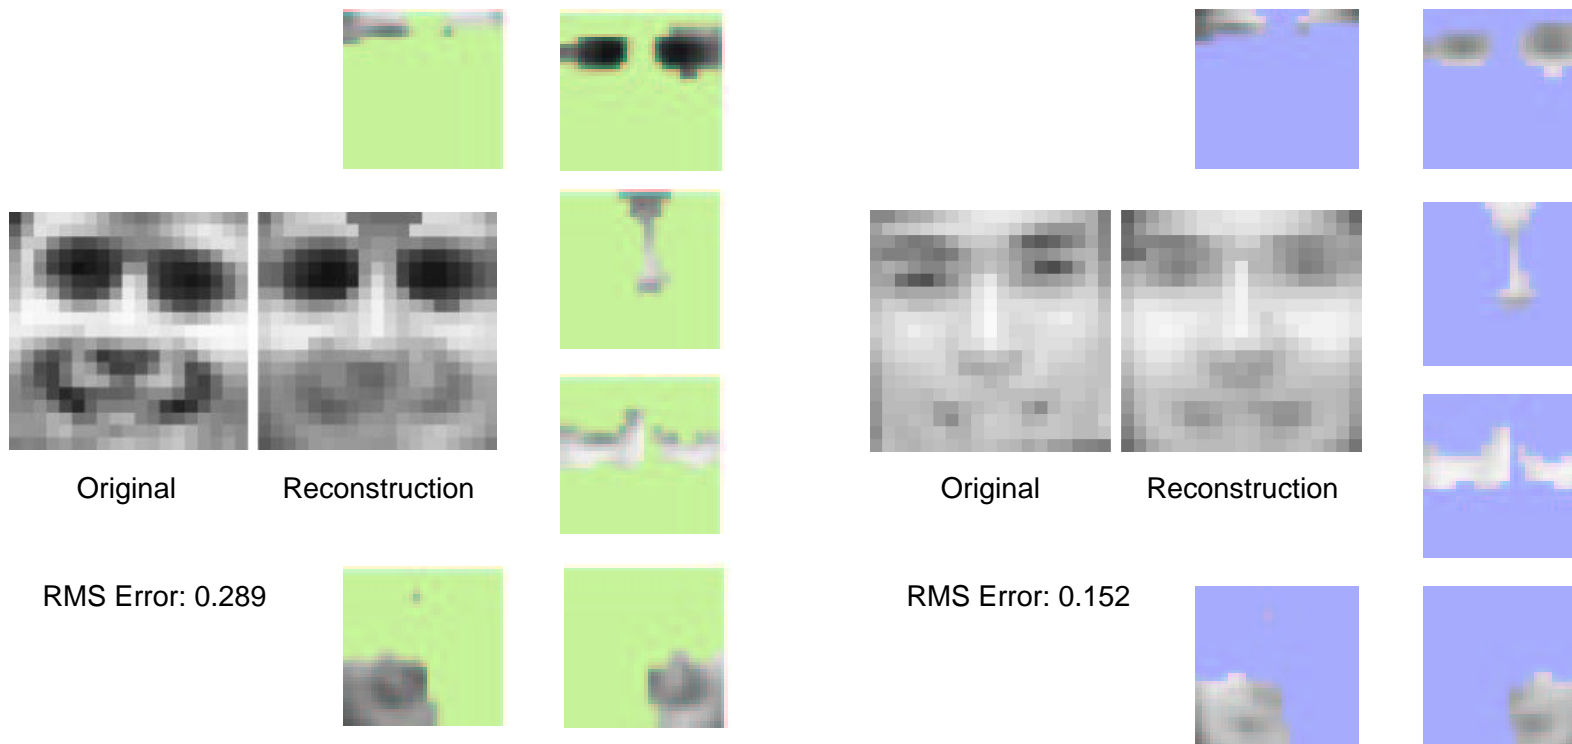 Original Reconstruction
Original Reconstruction
RMS Error: 0.289
RMS Error: 0.152